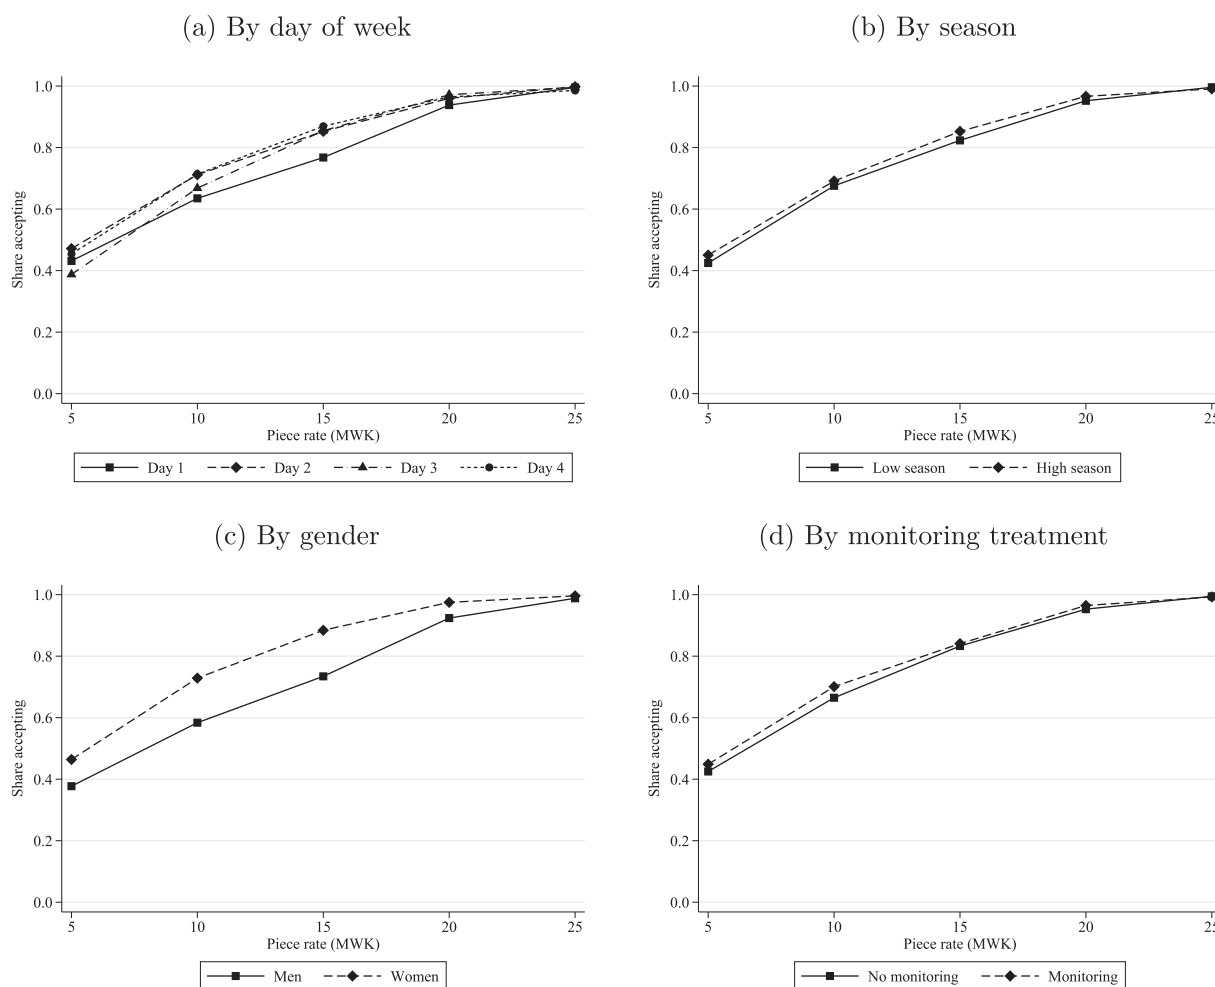 (a) By day of week
Share accepting
1.0
0.8
0.6
0.4
0.2
0.0
5 10 15 20 25
Piece rate (MWK)
Day 1 Day 2 Day 3 Day 4
(b) By season
Share accepting
1.0
0.8
0.6
0.4
0.2
0.0
5 10 15 20 25
Piece rate (MWK)
Low season High season
(c) By gender
Share accepting
1.0
0.8
0.6
0.4
0.2
0.0
5 10 15 20 25
Piece rate (MWK)
Men Women
(d) By monitoring treatment
Share accepting
1.0
0.8
0.6
0.4
0.2
0.0
5 10 15 20 25
Piece rate (MWK)
No monitoring Monitoring